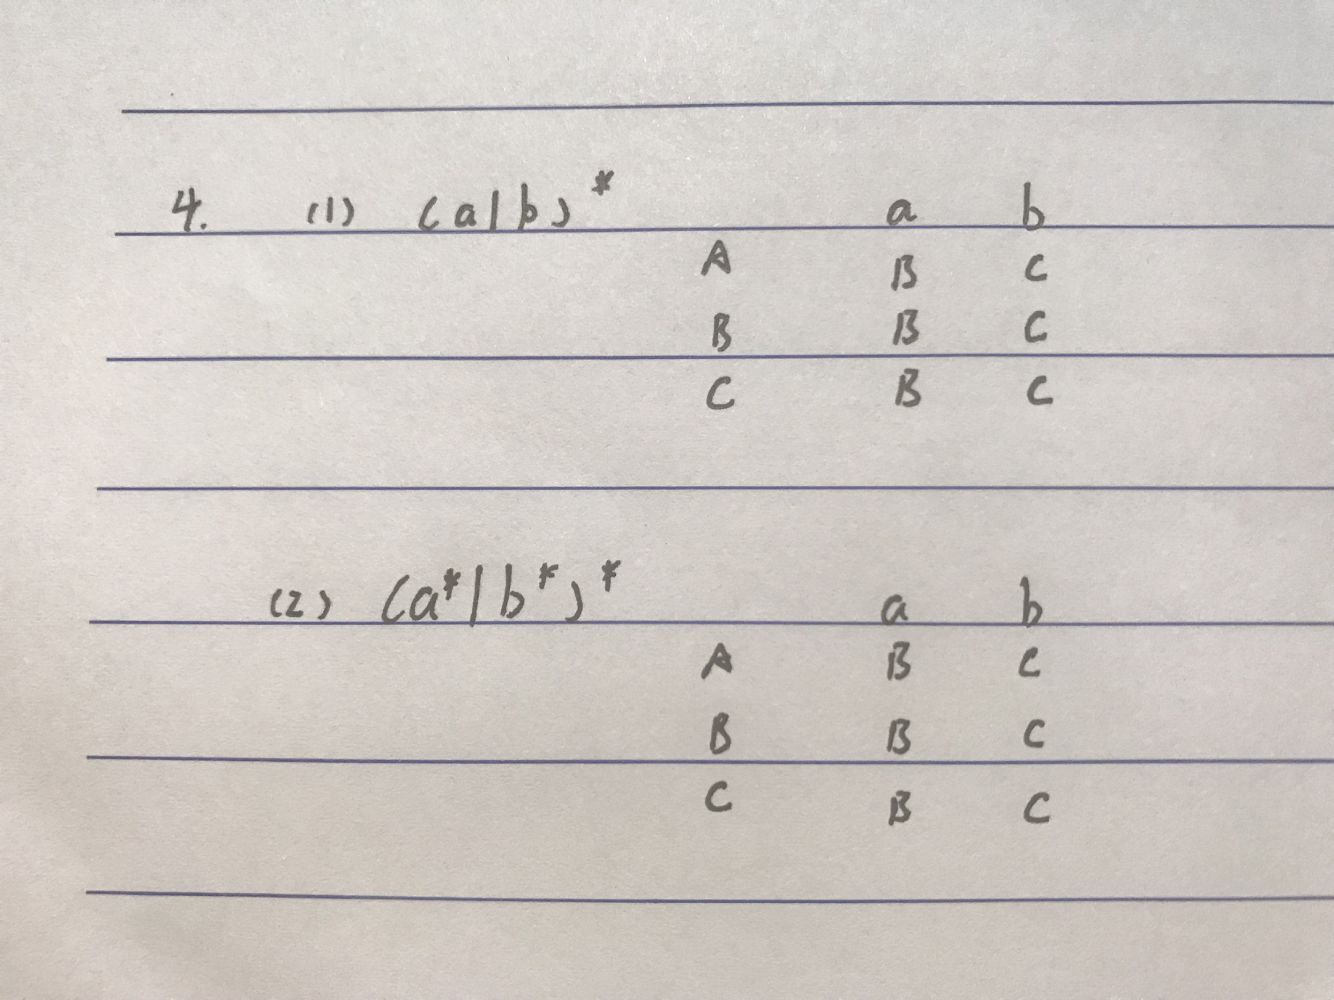 4. (1) (a|b)* a b
A B C
B B C
C B C
(2) (a*|b*)* a b
A B C
B B C
C B C